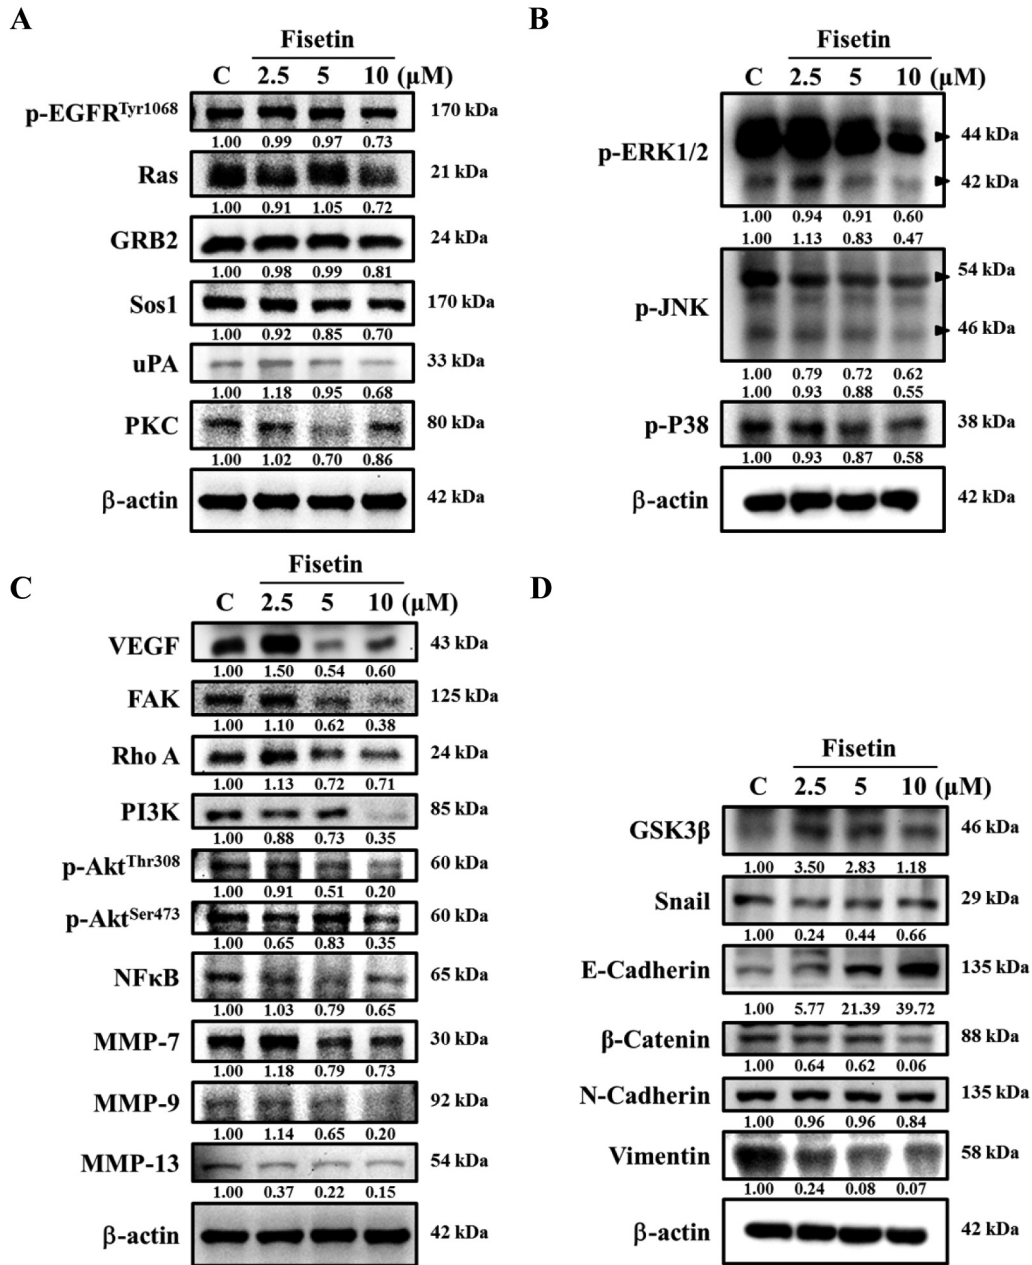 A
Fisetin
C 2.5 5 10 (µM)
p-EGFRTyr1068 170 kDa
1.00 0.99 0.97 0.73
Ras 21 kDa
1.00 0.91 1.05 0.72
GRB2 24 kDa
1.00 0.98 0.99 0.81
Sos1 170 kDa
1.00 0.92 0.85 0.70
uPA 33 kDa
1.00 1.18 0.95 0.68
PKC 80 kDa
1.00 1.02 0.70 0.86
β-actin 42 kDa
B
Fisetin
C 2.5 5 10 (µM)
p-ERK1/2 44 kDa
42 kDa
1.00 0.94 0.91 0.60
1.00 1.13 0.83 0.47
54 kDa
p-JNK
46 kDa
1.00 0.79 0.72 0.62
1.00 0.93 0.88 0.55
p-P38 38 kDa
1.00 0.93 0.87 0.58
β-actin 42 kDa
C
Fisetin
C 2.5 5 10 (µM)
VEGF 43 kDa
1.00 1.50 0.54 0.60
FAK 125 kDa
1.00 1.10 0.62 0.38
Rho A 24 kDa
1.00 1.13 0.72 0.71
PI3K 85 kDa
1.00 0.88 0.73 0.35
p-AktThr308 60 kDa
1.00 0.91 0.51 0.20
p-AktSer473 60 kDa
1.00 0.65 0.83 0.35
NFκB 65 kDa
1.00 1.03 0.79 0.65
MMP-7 30 kDa
1.00 1.18 0.79 0.73
MMP-9 92 kDa
1.00 1.14 0.65 0.20
MMP-13 54 kDa
1.00 0.37 0.22 0.15
β-actin 42 kDa
D
Fisetin
C 2.5 5 10 (µM)
GSK3β 46 kDa
1.00 3.50 2.83 1.18
Snail 29 kDa
1.00 0.24 0.44 0.66
E-Cadherin 135 kDa
1.00 5.77 21.39 39.72
β-Catenin 88 kDa
1.00 0.64 0.62 0.06
N-Cadherin 135 kDa
1.00 0.96 0.96 0.84
Vimentin 58 kDa
1.00 0.24 0.08 0.07
β-actin 42 kDa